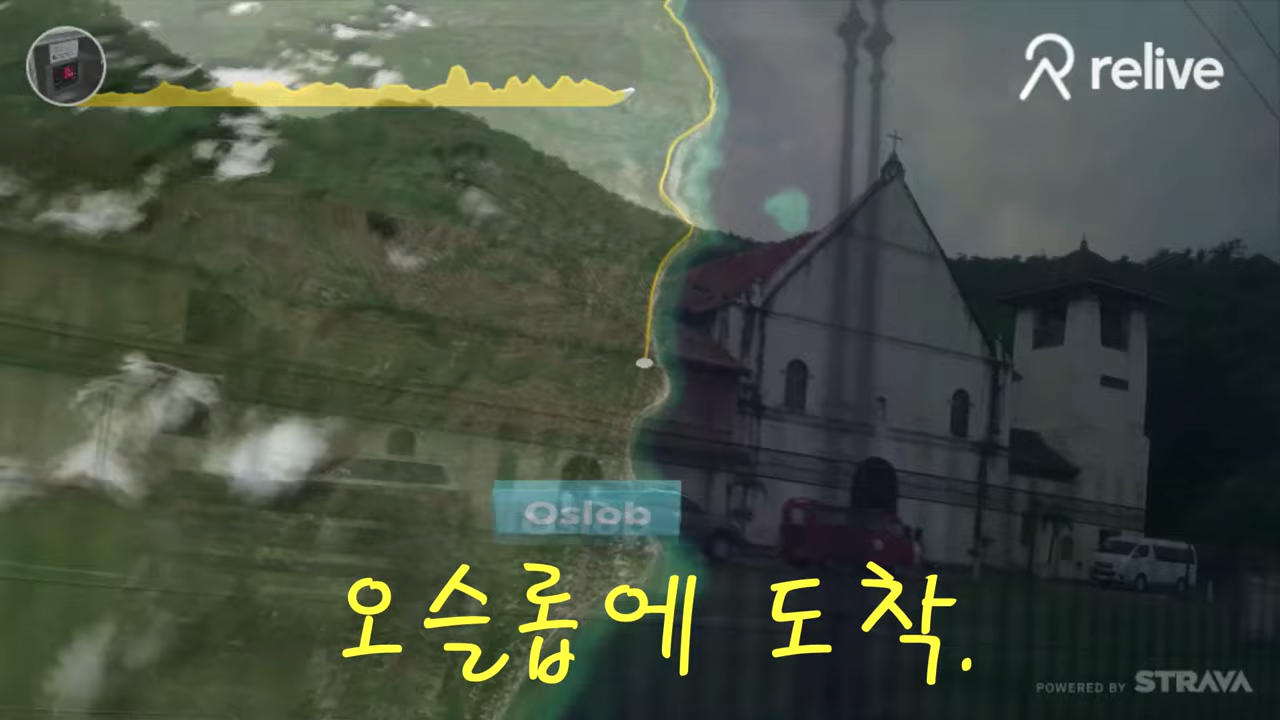 relive
Oslob
오슬롭에 도착.
POWERED BY STRAVA